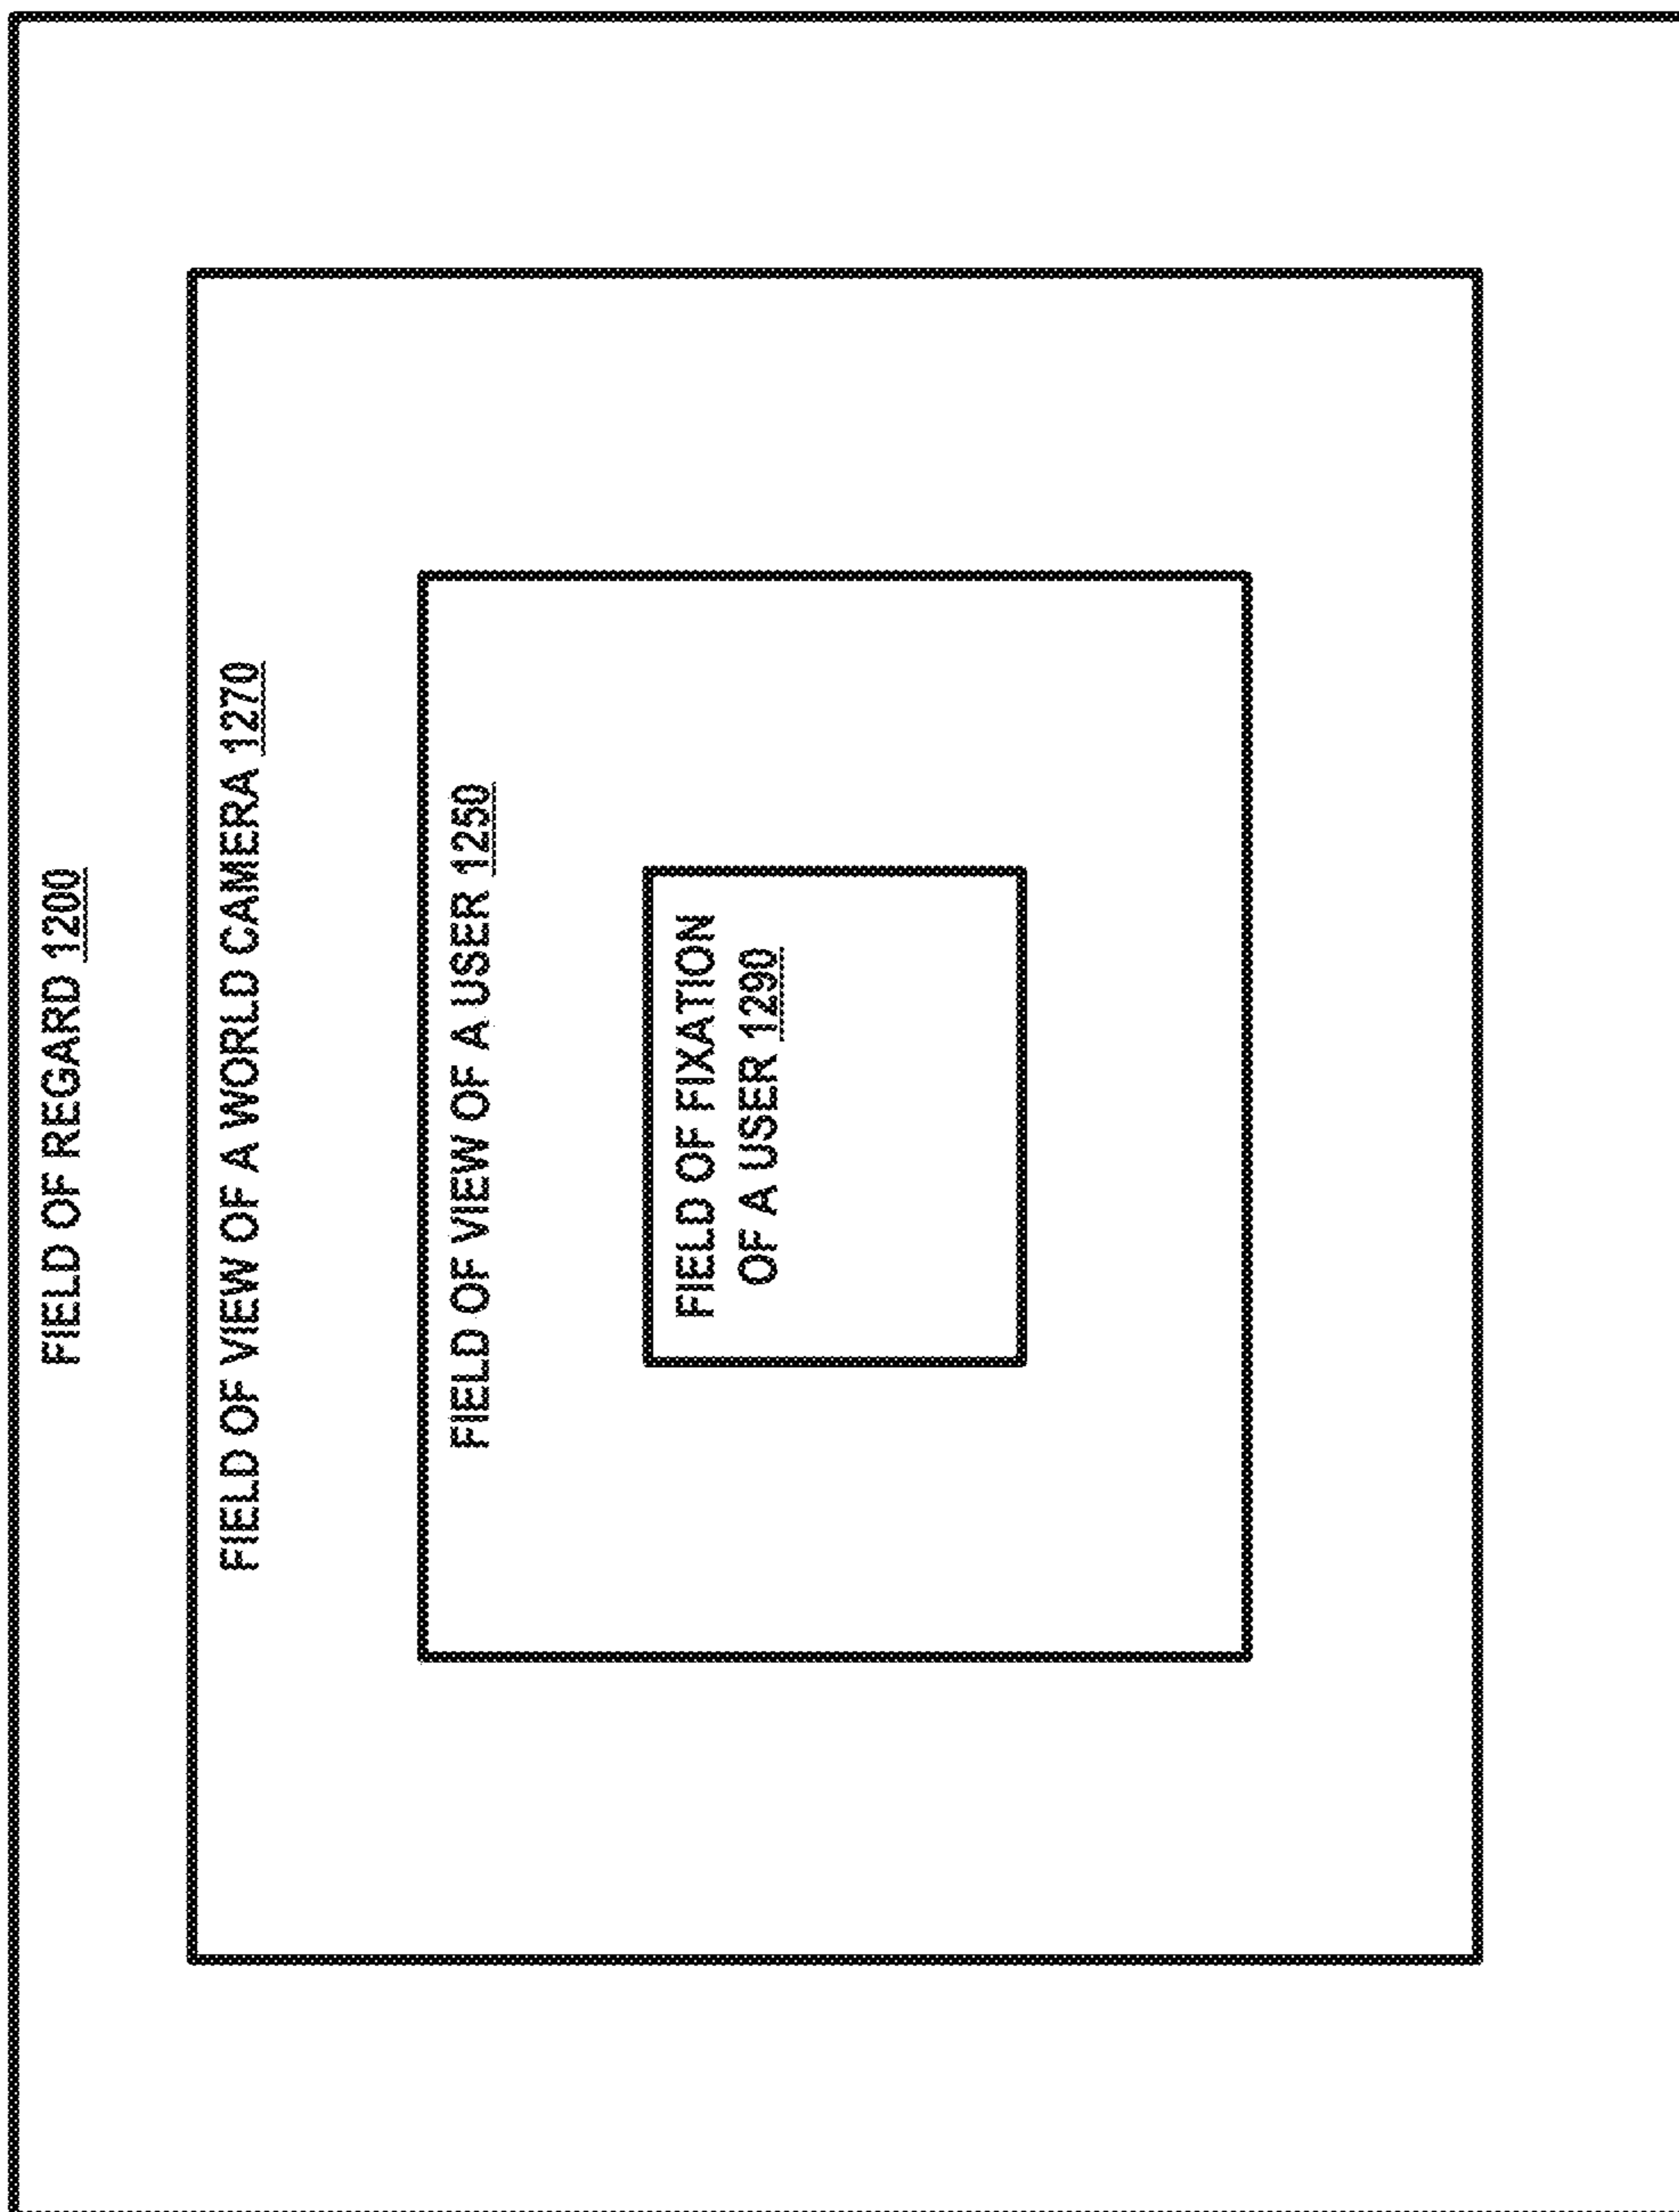 FIELD OF REGARD 1200
FIELD OF VIEW OF A WORLD CAMERA 1270
FIELD OF VIEW OF A USER 1250
FIELD OF FIXATION
OF A USER 1290